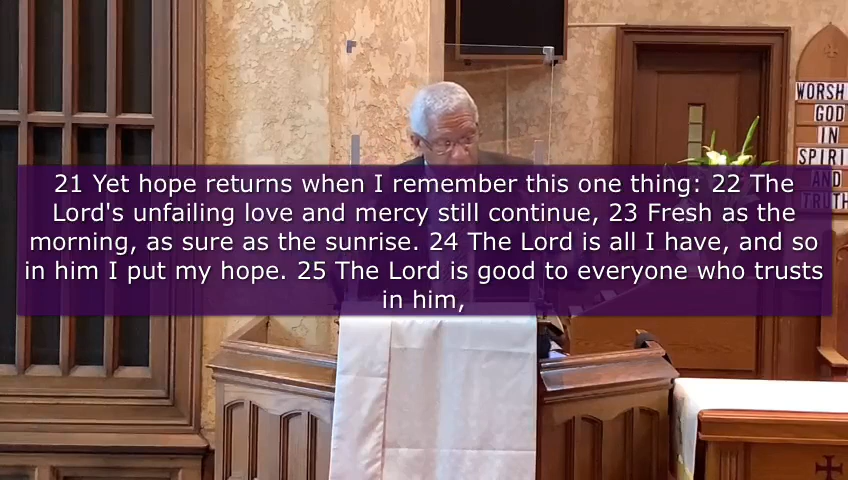 21 Yet hope returns when I remember this one thing: 22 The
Lord's unfailing love and mercy still continue, 23 Fresh as the
morning, as sure as the sunrise. 24 The Lord is all I have, and so
in him I put my hope. 25 The Lord is good to everyone who trusts
in him,
WORSH
GOD
IN
SPIRI
AND
TRUTH